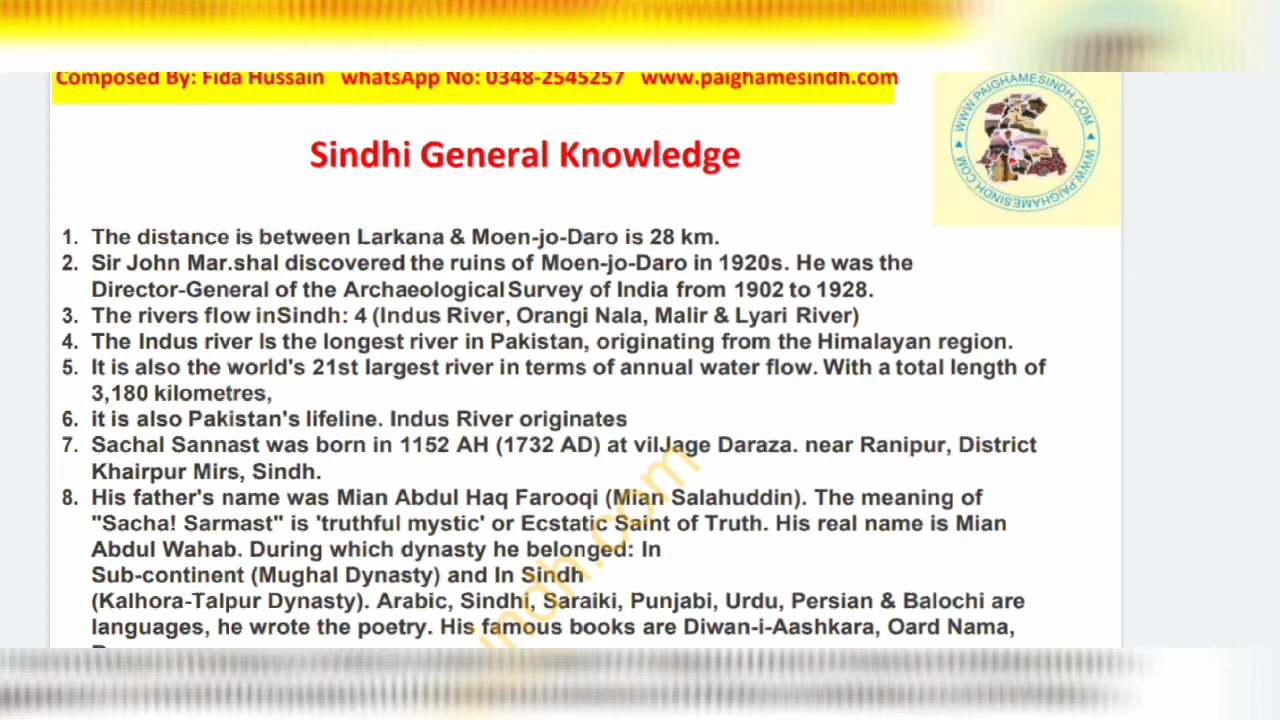 Composed By: Fida Hussain whatsApp No: 0348-2545257 www.paighamesindh.com
WWW.PAIGHAMESINDH.COM
WWW.PAIGHAMESINDH.COM
Sindhi General Knowledge
1. The distance is between Larkana & Moen-jo-Daro is 28 km.
2. Sir John Mar.shal discovered the ruins of Moen-jo-Daro in 1920s. He was the
Director-General of the Archaeological Survey of India from 1902 to 1928.
3. The rivers flow inSindh: 4 (Indus River, Orangi Nala, Malir & Lyari River)
4. The Indus river Is the longest river in Pakistan, originating from the Himalayan region.
5. It is also the world's 21st largest river in terms of annual water flow. With a total length of
3,180 kilometres,
6. it is also Pakistan's lifeline. Indus River originates
7. Sachal Sannast was born in 1152 AH (1732 AD) at vilJage Daraza. near Ranipur, District
Khairpur Mirs, Sindh.
8. His father's name was Mian Abdul Haq Farooqi (Mian Salahuddin). The meaning of
"Sacha! Sarmast" is 'truthful mystic' or Ecstatic Saint of Truth. His real name is Mian
Abdul Wahab. During which dynasty he belonged: In
Sub-continent (Mughal Dynasty) and In Sindh
(Kalhora-Talpur Dynasty). Arabic, Sindhi, Saraiki, Punjabi, Urdu, Persian & Balochi are
languages, he wrote the poetry. His famous books are Diwan-i-Aashkara, Oard Nama,
indh.com